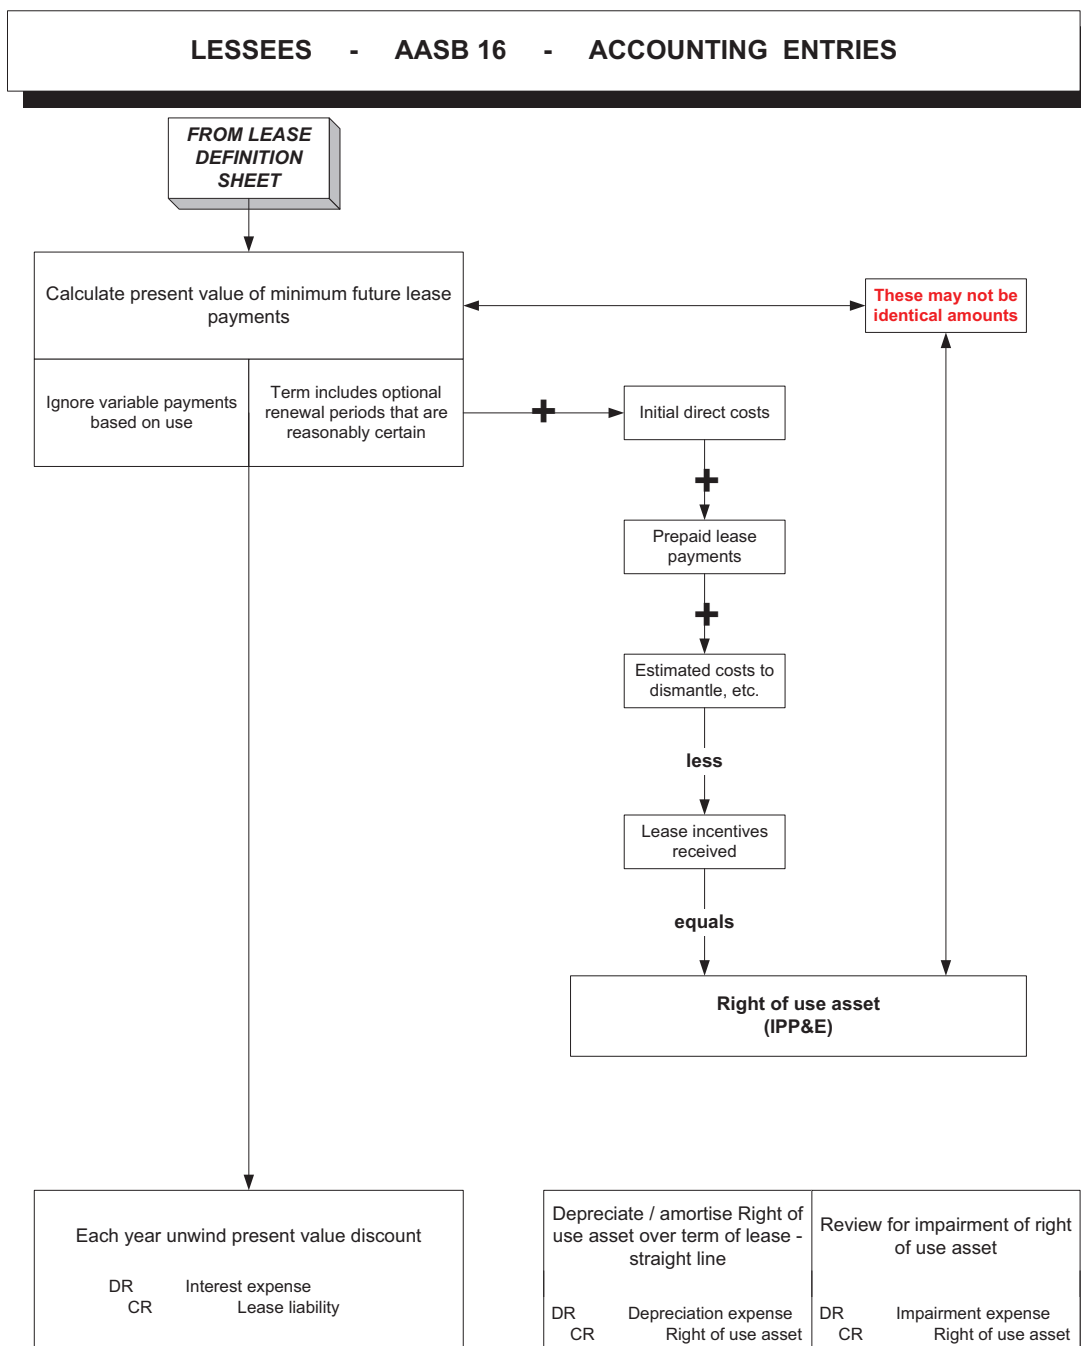 LESSEES - AASB 16 - ACCOUNTING ENTRIES
FROM LEASE
DEFINITION
SHEET
Calculate present value of minimum future lease
payments
These may not be
identical amounts
Ignore variable payments
based on use
Term includes optional
renewal periods that are
reasonably certain
+
Initial direct costs
+
Prepaid lease
payments
+
Estimated costs to
dismantle, etc.
less
Lease incentives
received
equals
Right of use asset
(IPP&E)
Each year unwind present value discount
DR Interest expense
CR Lease liability
Depreciate / amortise Right of
use asset over term of lease -
straight line
DR Depreciation expense
CR Right of use asset
Review for impairment of right
of use asset
DR Impairment expense
CR Right of use asset